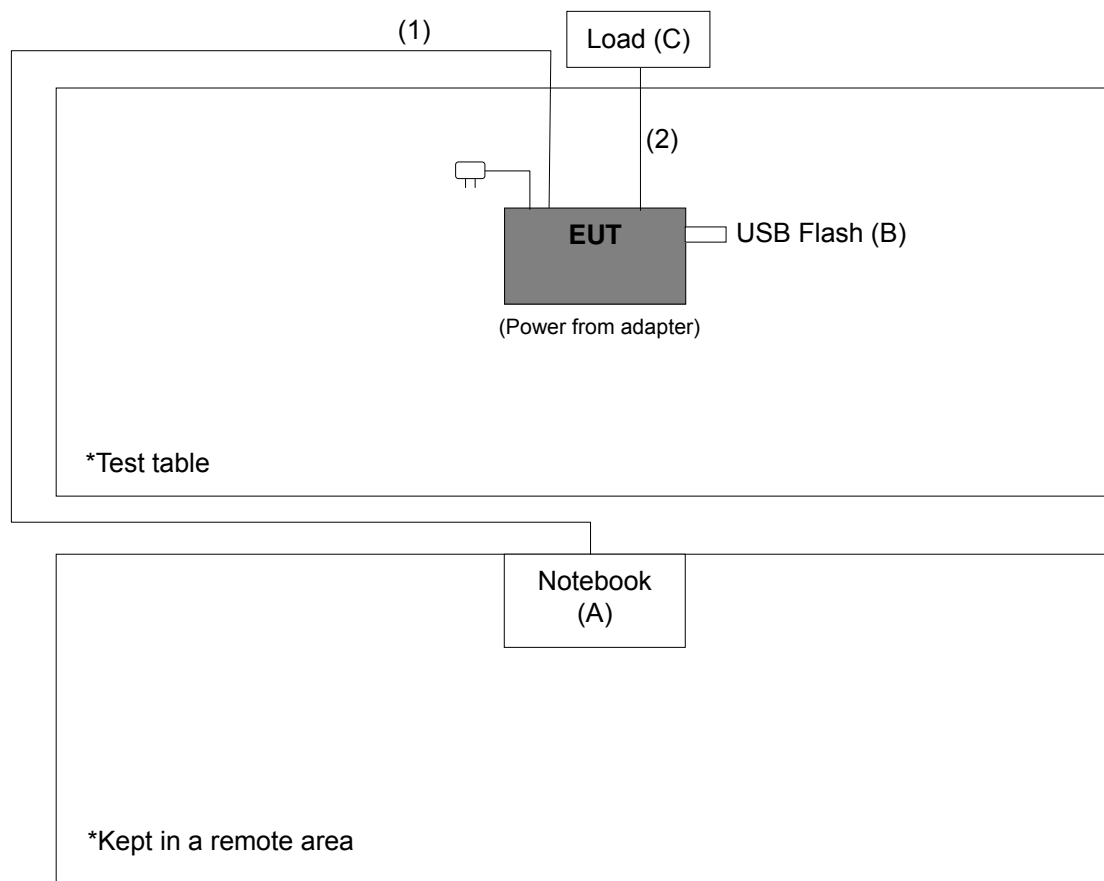 (1)
Load (C)
(2)
EUT
USB Flash (B)
(Power from adapter)
*Test table
Notebook
(A)
*Kept in a remote area